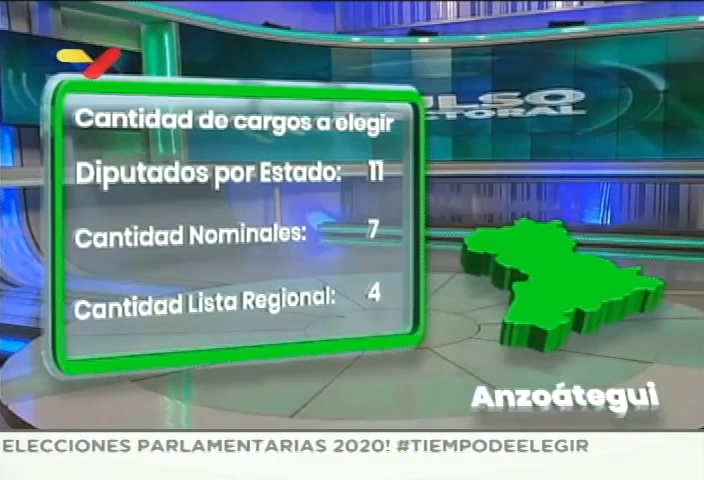 Cantidad de cargos a elegir
Diputados por Estado: 11
Cantidad Nominales: 7
Cantidad Lista Regional: 4
Anzoátegui
ELECCIONES PARLAMENTARIAS 2020! #TIEMPODEELEGIR